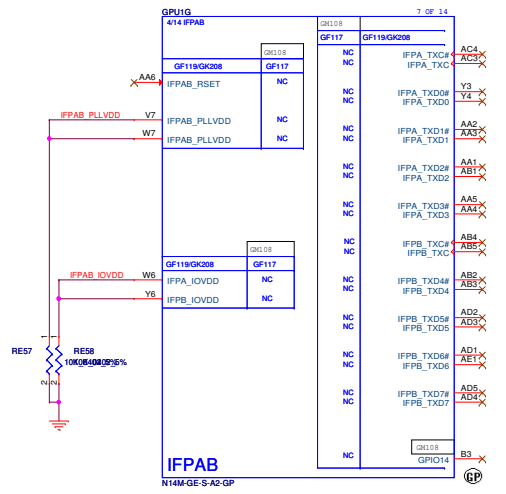 GPU1G 7 OF 14
4/14 IFPAB
GM108
GF117 GF119/GK208
GM108
GF119/GK208 GF117
AA6 IFPAB_RSET NC
IFPAB_PLLVDD V7 IFPAB_PLLVDD NC
W7 IFPAB_PLLVDD NC
NC IFPA_TXC# AC4
NC IFPA_TXC AC3
NC IFPA_TXD0# Y3
NC IFPA_TXD0 Y4
NC IFPA_TXD1# AA2
NC IFPA_TXD1 AA3
NC IFPA_TXD2# AA1
NC IFPA_TXD2 AB1
NC IFPA_TXD3# AA5
NC IFPA_TXD3 AA4
GM108
GF119/GK208 GF117
IFPAB_IOVDD W6 IFPA_IOVDD NC
Y6 IFPB_IOVDD NC
NC IFPB_TXC# AB4
NC IFPB_TXC AB5
NC IFPB_TXD4# AB2
NC IFPB_TXD4 AB3
NC IFPB_TXD5# AD2
NC IFPB_TXD5 AD3
NC IFPB_TXD6# AD1
NC IFPB_TXD6 AE1
NC IFPB_TXD7# AD5
NC IFPB_TXD7 AD4
1 1
RE57 RE58
2 2
GM108
NC GPIO14 B3
IFPAB
GP
N14M-GE-S-A2-GP